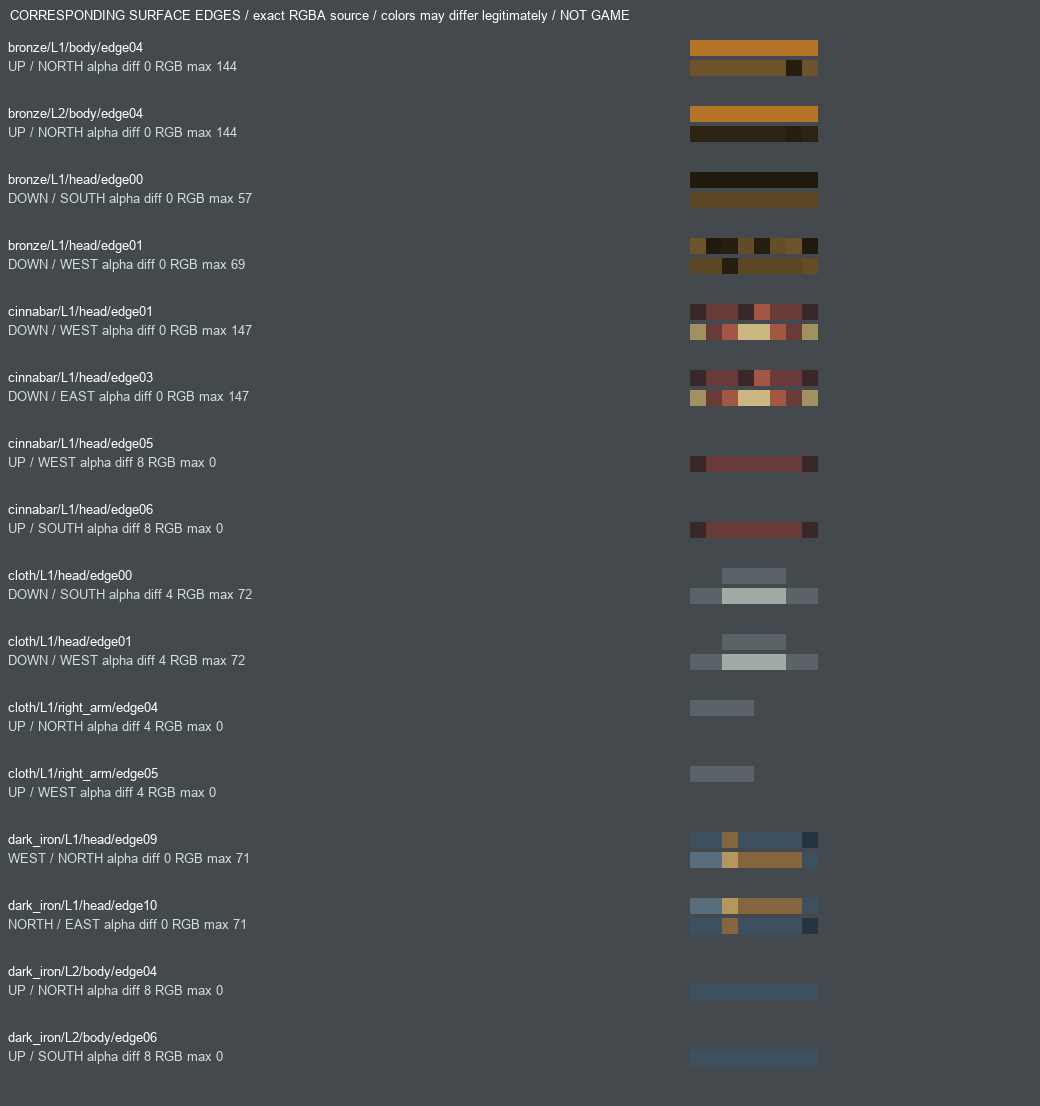 CORRESPONDING SURFACE EDGES / exact RGBA source / colors may differ legitimately / NOT GAME
bronze/L1/body/edge04
UP / NORTH alpha diff 0 RGB max 144
bronze/L2/body/edge04
UP / NORTH alpha diff 0 RGB max 144
bronze/L1/head/edge00
DOWN / SOUTH alpha diff 0 RGB max 57
bronze/L1/head/edge01
DOWN / WEST alpha diff 0 RGB max 69
cinnabar/L1/head/edge01
DOWN / WEST alpha diff 0 RGB max 147
cinnabar/L1/head/edge03
DOWN / EAST alpha diff 0 RGB max 147
cinnabar/L1/head/edge05
UP / WEST alpha diff 8 RGB max 0
cinnabar/L1/head/edge06
UP / SOUTH alpha diff 8 RGB max 0
cloth/L1/head/edge00
DOWN / SOUTH alpha diff 4 RGB max 72
cloth/L1/head/edge01
DOWN / WEST alpha diff 4 RGB max 72
cloth/L1/right_arm/edge04
UP / NORTH alpha diff 4 RGB max 0
cloth/L1/right_arm/edge05
UP / WEST alpha diff 4 RGB max 0
dark_iron/L1/head/edge09
WEST / NORTH alpha diff 0 RGB max 71
dark_iron/L1/head/edge10
NORTH / EAST alpha diff 0 RGB max 71
dark_iron/L2/body/edge04
UP / NORTH alpha diff 8 RGB max 0
dark_iron/L2/body/edge06
UP / SOUTH alpha diff 8 RGB max 0